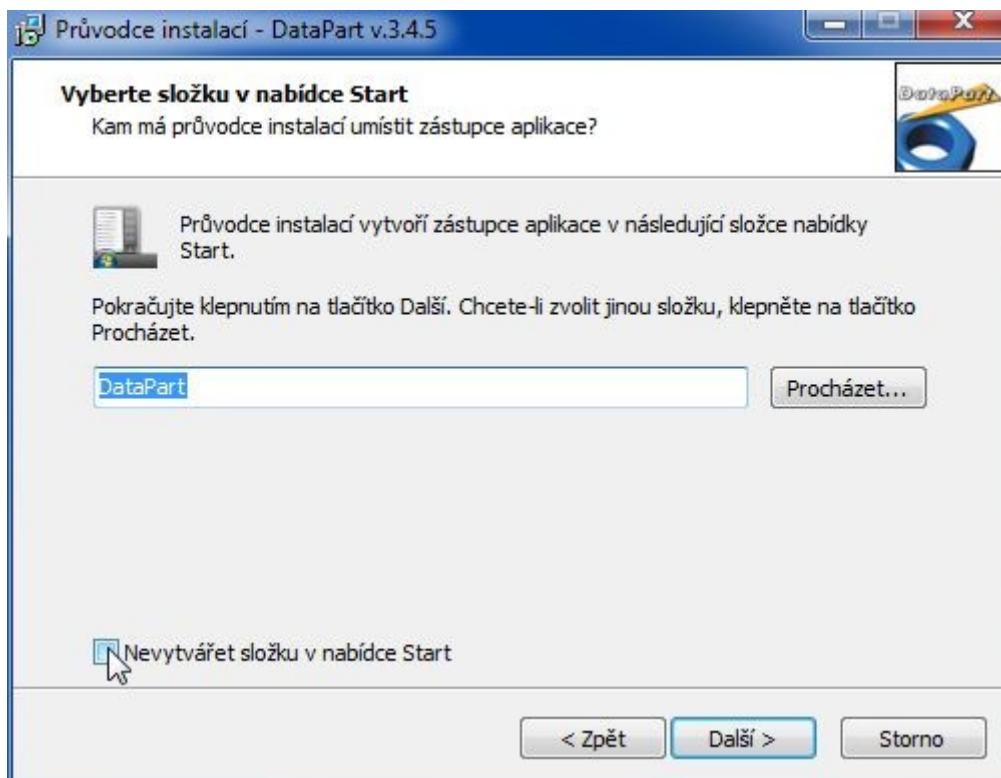 Průvodce instalací - DataPart v.3.4.5
Vyberte složku v nabídce Start
Kam má průvodce instalací umístit zástupce aplikace?
DataPart
Průvodce instalací vytvoří zástupce aplikace v následující složce nabídky
Start.
Pokračujte klepnutím na tlačítko Další. Chcete-li zvolit jinou složku, klepněte na tlačítko
Procházet.
DataPart
Procházet...
Nevytvářet složku v nabídce Start
< Zpět
Další >
Storno